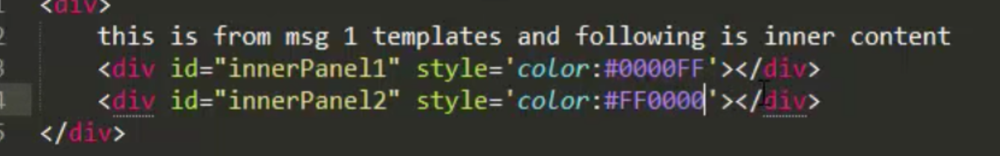 1 <div>
2 this is from msg 1 templates and following is inner content
3 <div id="innerPanel1" style='color:#0000FF'></div>
4 <div id="innerPanel2" style='color:#FF0000'></div>
5 </div>